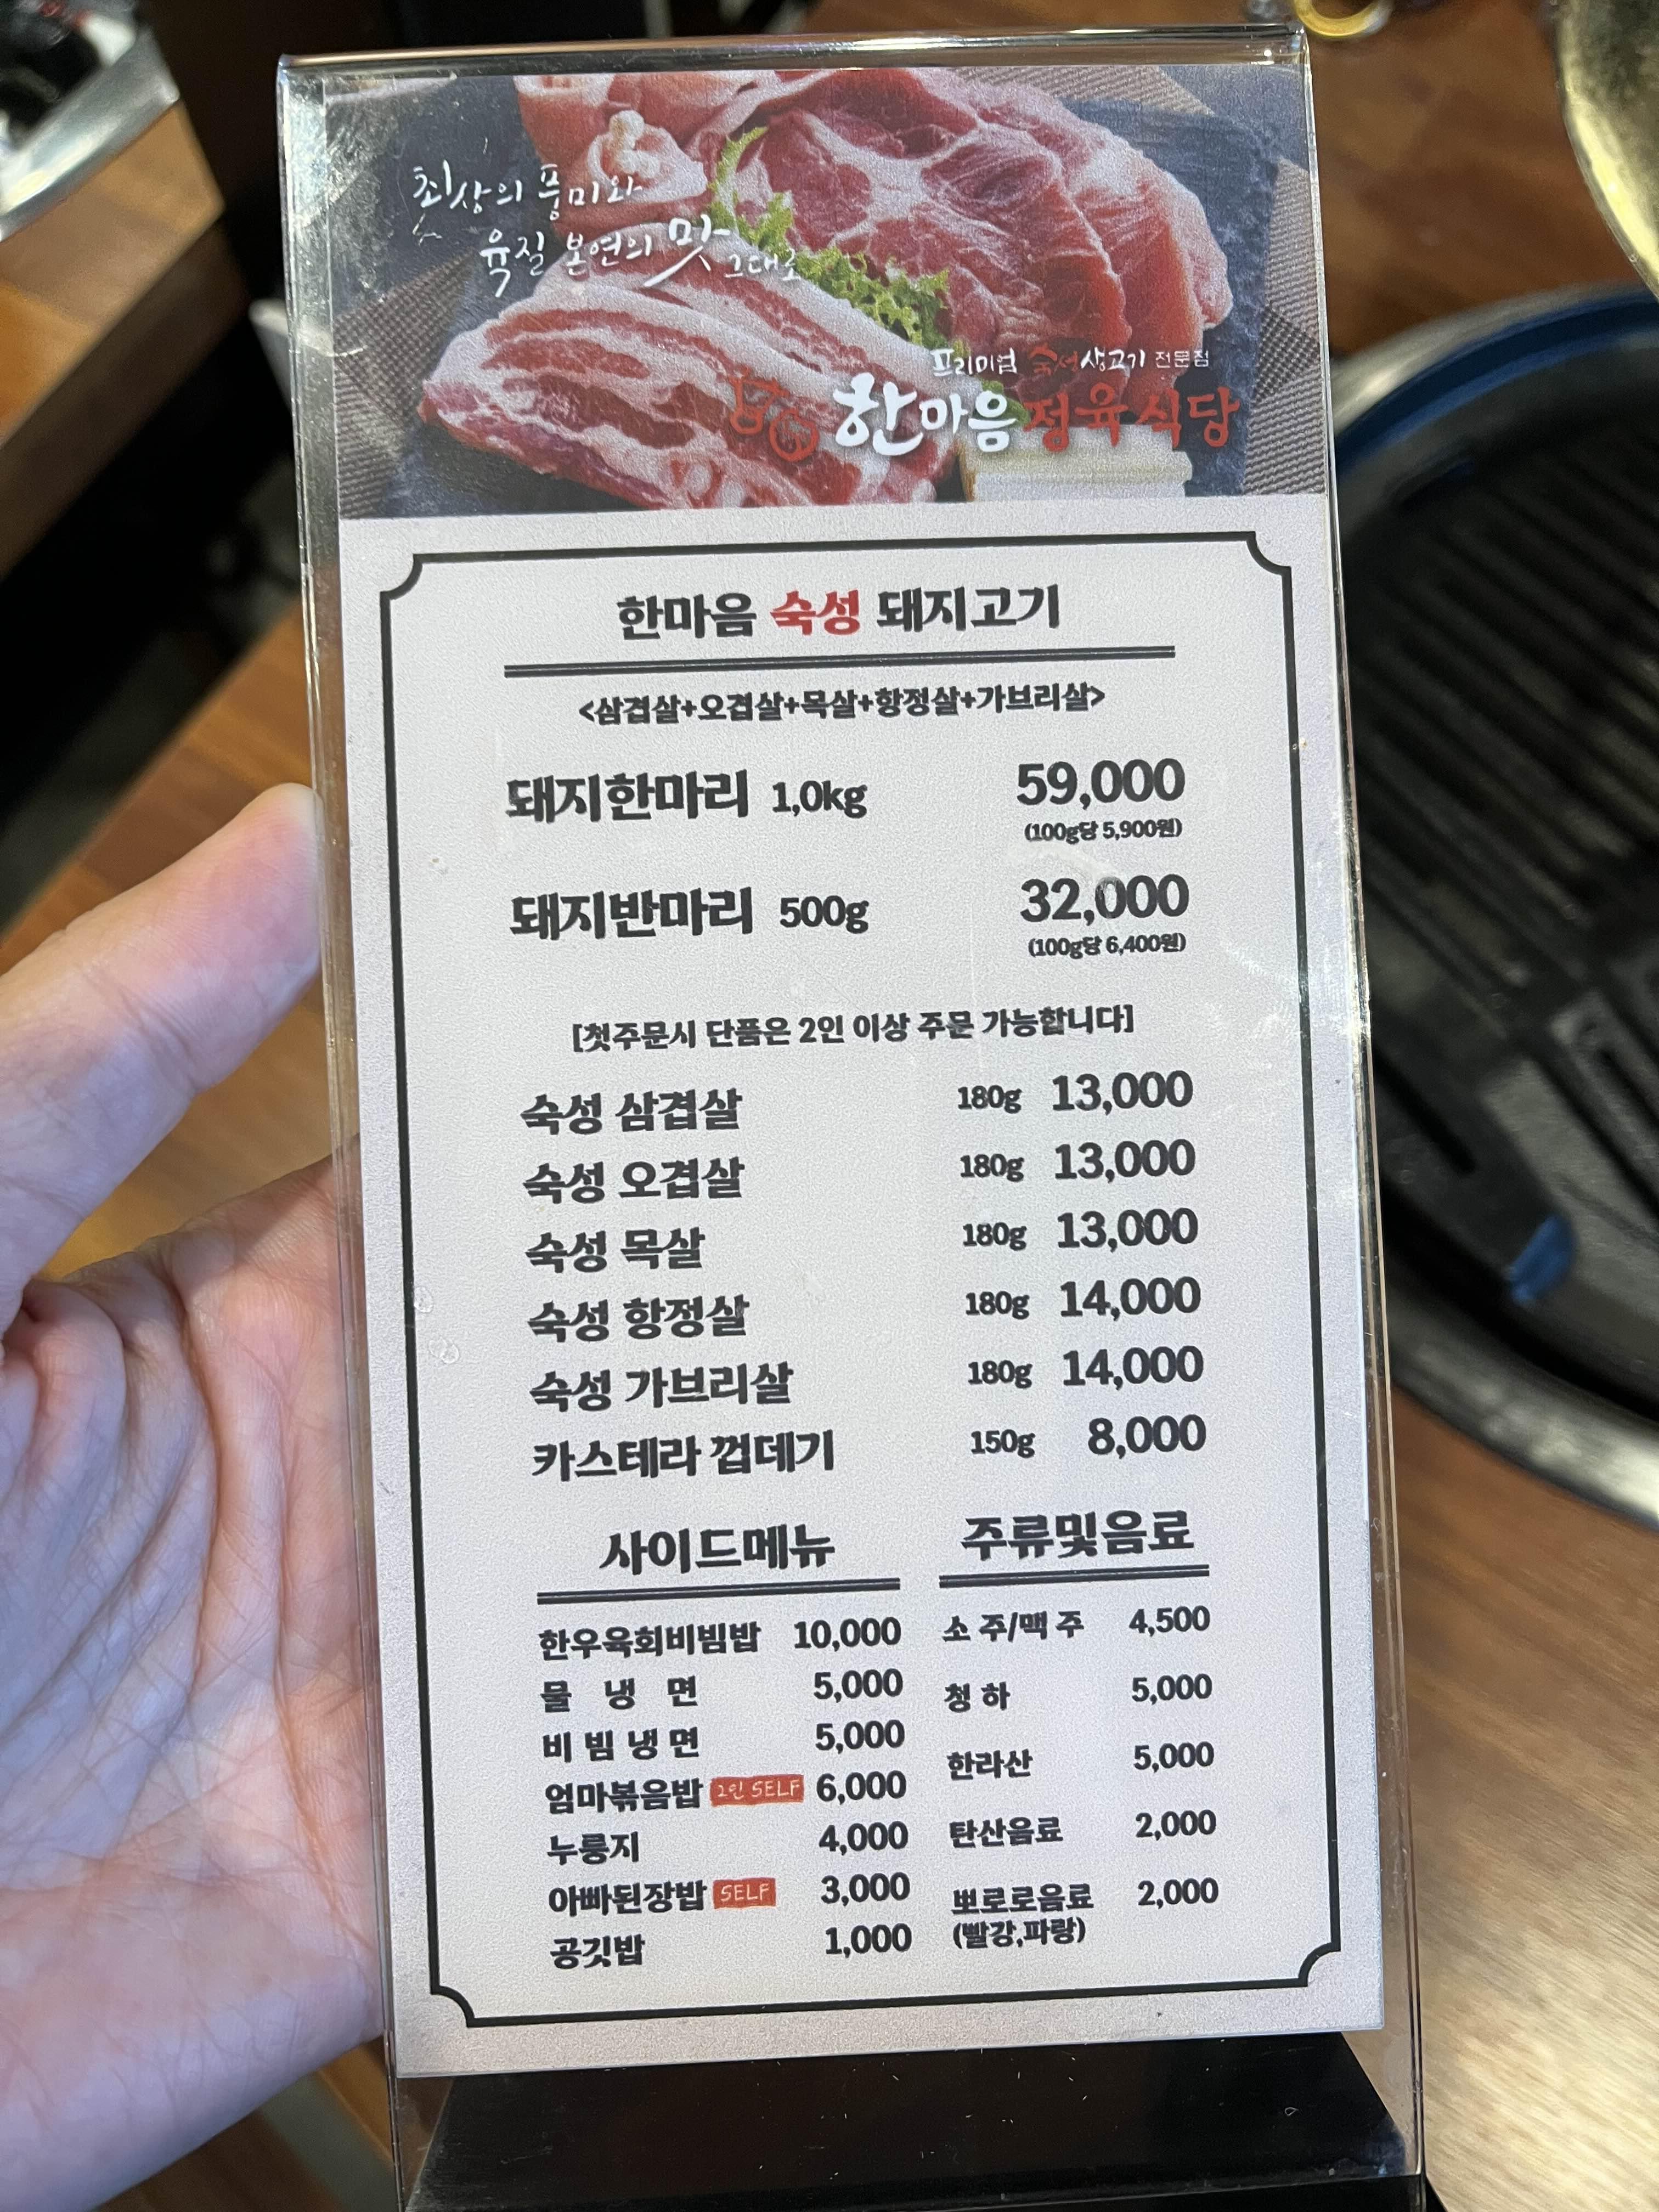 최상의 풍미와
육질 본연의 맛 그대로
프리미엄 숙성생고기 전문점
한마음정육식당
한마음 숙성 돼지고기
<삼겹살+오겹살+목살+항정살+가브리살>
돼지한마리 1,0kg 59,000
(100g당 5,900원)
돼지반마리 500g 32,000
(100g당 6,400원)
[첫주문시 단품은 2인 이상 주문 가능합니다]
숙성 삼겹살 180g 13,000
숙성 오겹살 180g 13,000
숙성 목살 180g 13,000
숙성 항정살 180g 14,000
숙성 가브리살 180g 14,000
카스테라 껍데기 150g 8,000
사이드메뉴
한우육회비빔밥 10,000
물 냉 면 5,000
비 빔 냉 면 5,000
엄마볶음밥 2인 SELF 6,000
누룽지 4,000
아빠된장밥 SELF 3,000
공깃밥 1,000
주류및음료
소 주/맥 주 4,500
청 하 5,000
한라산 5,000
탄산음료 2,000
뽀로로음료 2,000
(빨강,파랑)